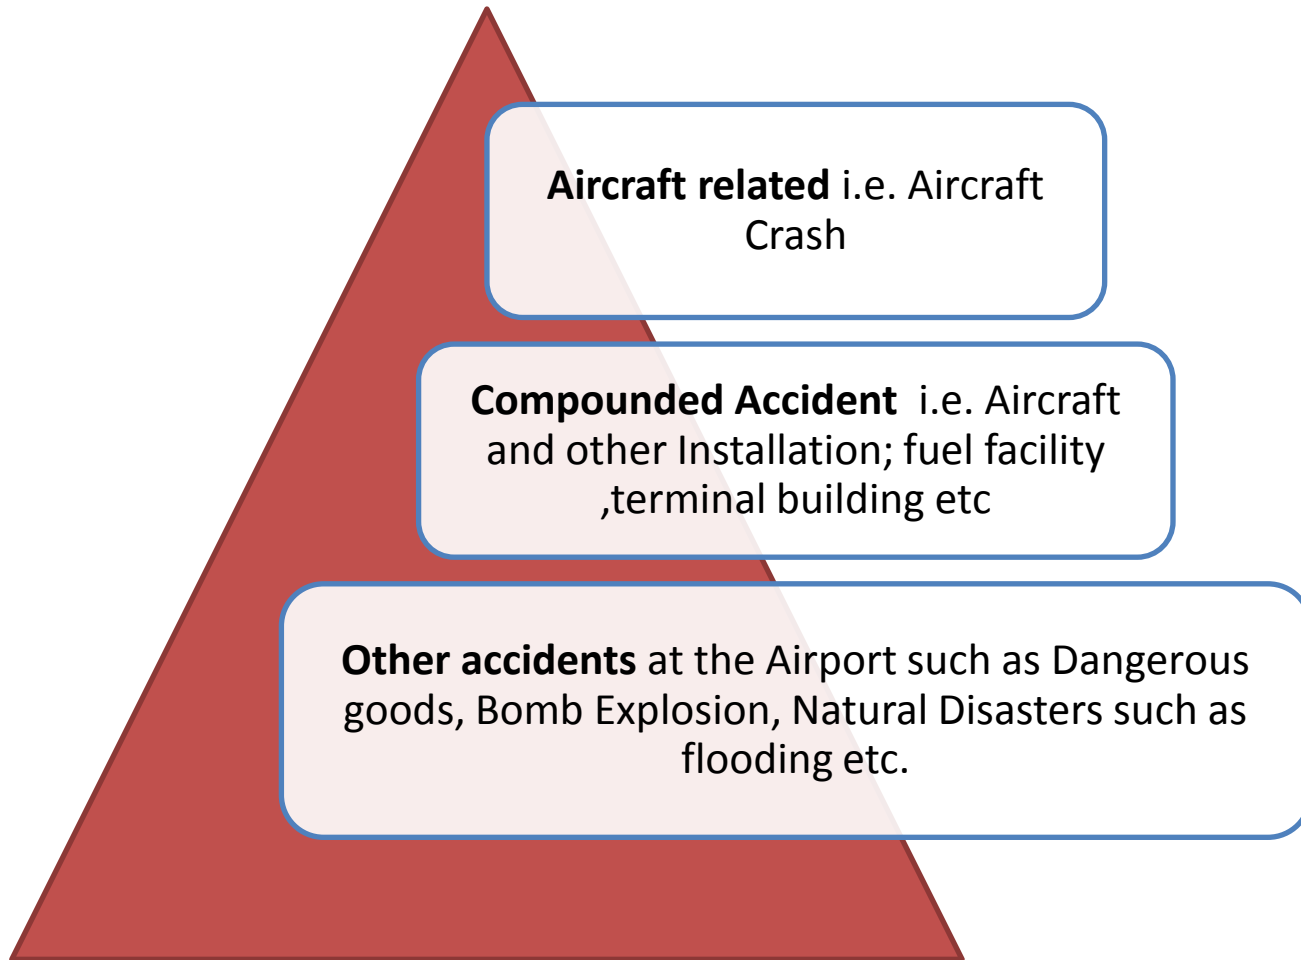 Aircraft related i.e. Aircraft
Crash
Compounded Accident  i.e. Aircraft
and other Installation; fuel facility
,terminal building etc
Other accidents at the Airport such as Dangerous
goods, Bomb Explosion, Natural Disasters such as
flooding etc.